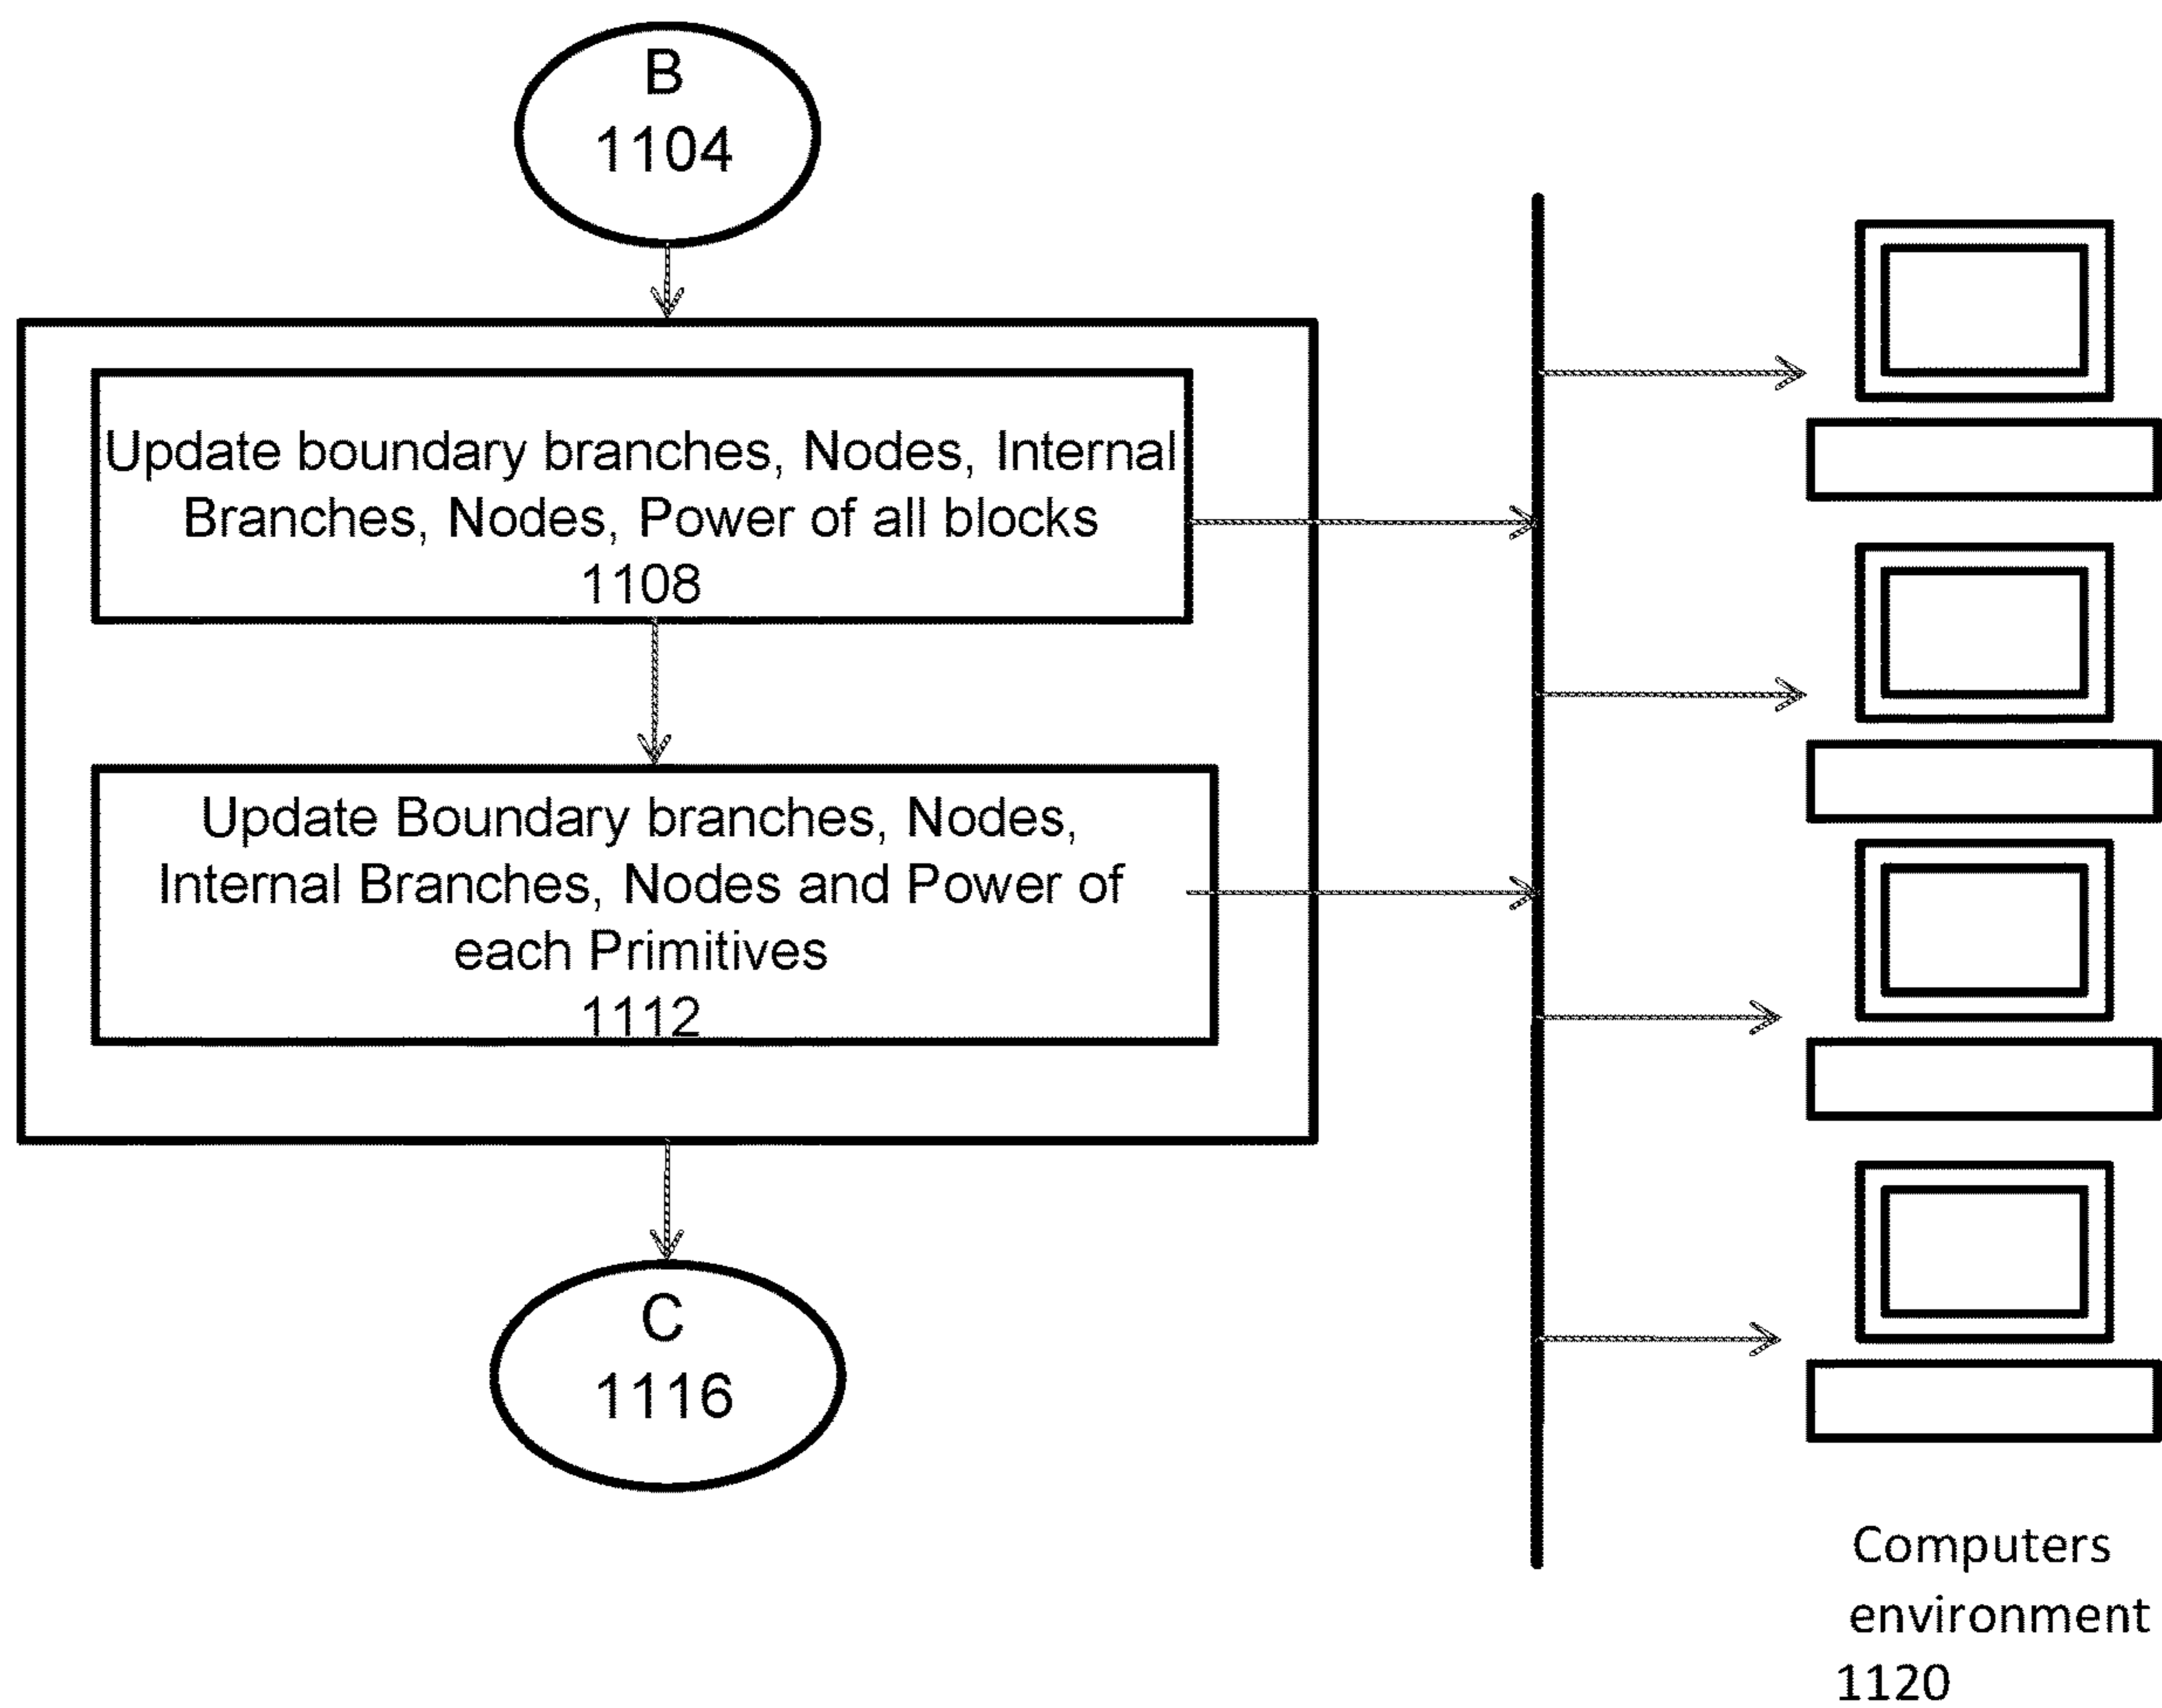 B
1104
Update boundary branches, Nodes, Internal
Branches, Nodes, Power of all blocks
1108
Update Boundary branches, Nodes,
Internal Branches, Nodes and Power of
each Primitives
1112
C
1116
Computers
environment
1120